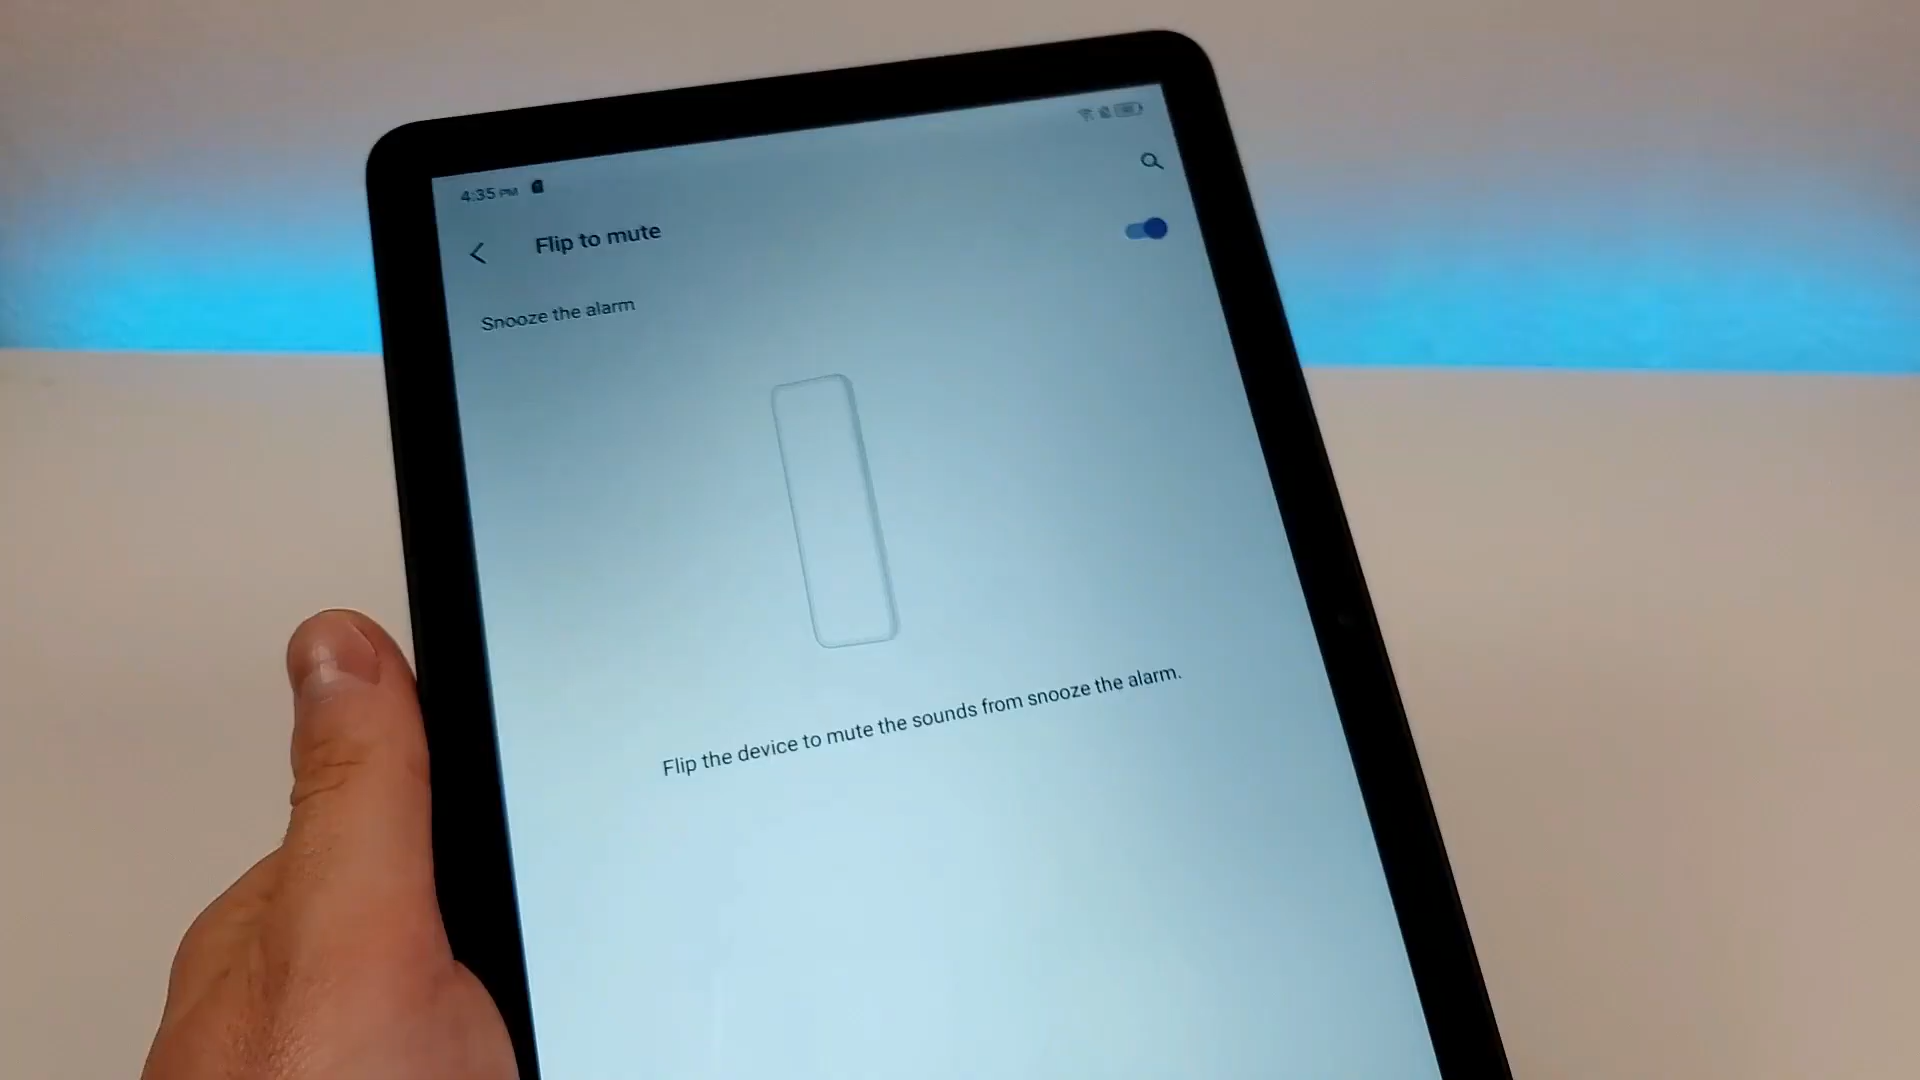 4:35 PM
Flip to mute
Snooze the alarm
Flip the device to mute the sounds from snooze the alarm.